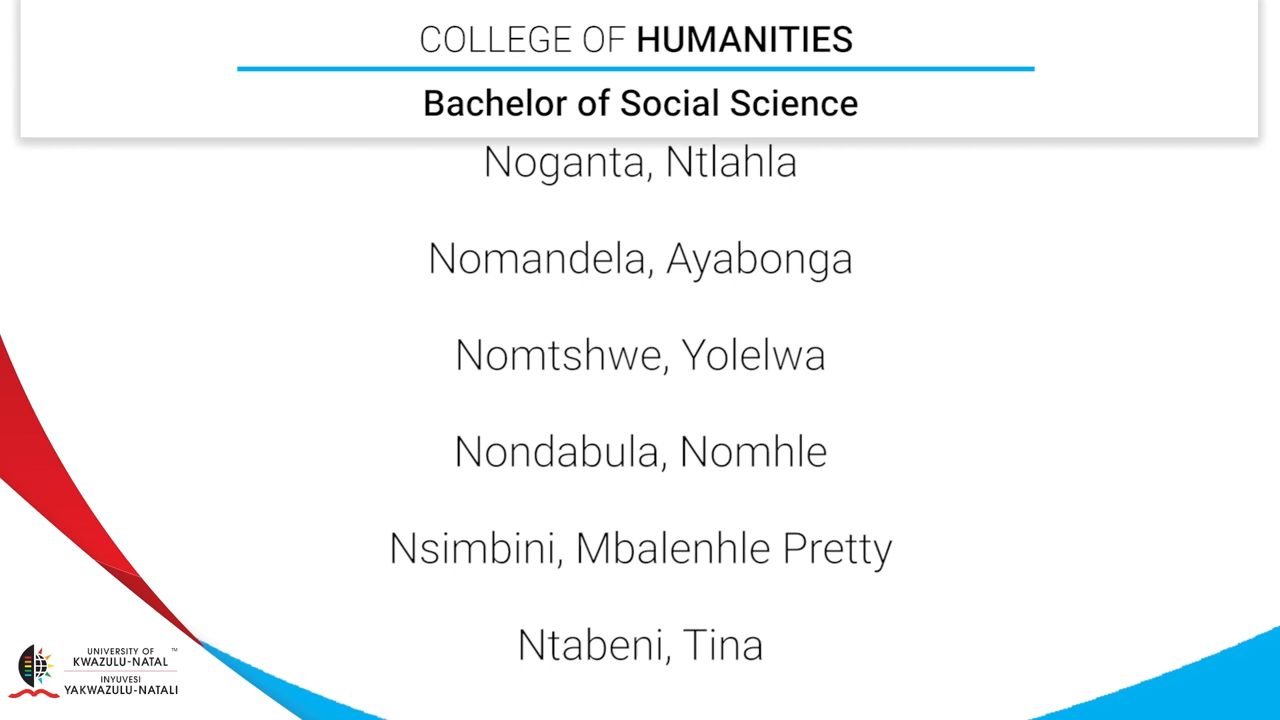 COLLEGE OF HUMANITIES
Bachelor of Social Science
Noganta, Ntlahla
Nomandela, Ayabonga
Nomtshwe, Yolelwa
Nondabula, Nomhle
Nsimbini, Mbalenhle Pretty
Ntabeni, Tina
UNIVERSITY OF ™
KWAZULU-NATAL
INYUVESI
YAKWAZULU-NATALI